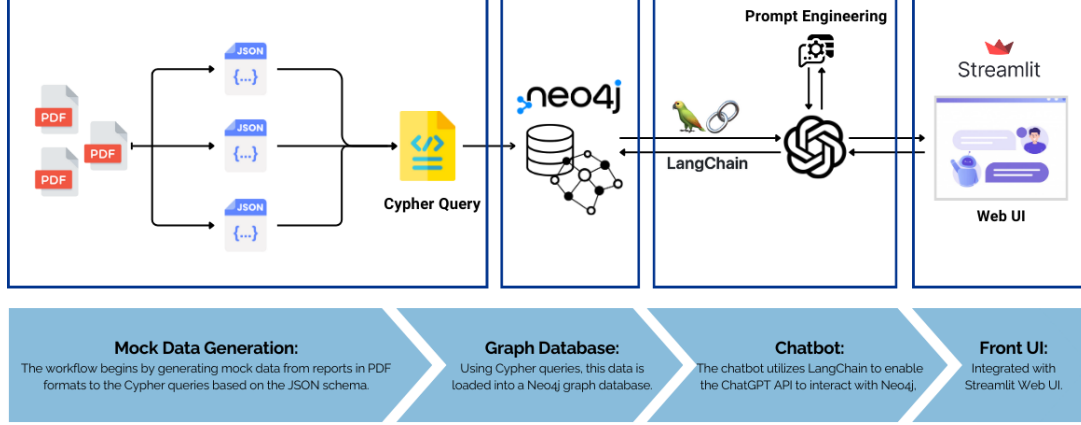 Prompt Engineering
JSON
{...}
Streamlit
neo4j
PDF
JSON
{...}
PDF
PDF
</>
LangChain
Cypher Query
JSON
{...}
Web UI
Mock Data Generation:
The workflow begins by generating mock data from reports in PDF
formats to the Cypher queries based on the JSON schema.
Graph Database:
Using Cypher queries, this data is
loaded into a Neo4j graph database.
Chatbot:
The chatbot utilizes LangChain to enable
the ChatGPT API to interact with Neo4j.
Front UI:
Integrated with
Streamlit Web UI.